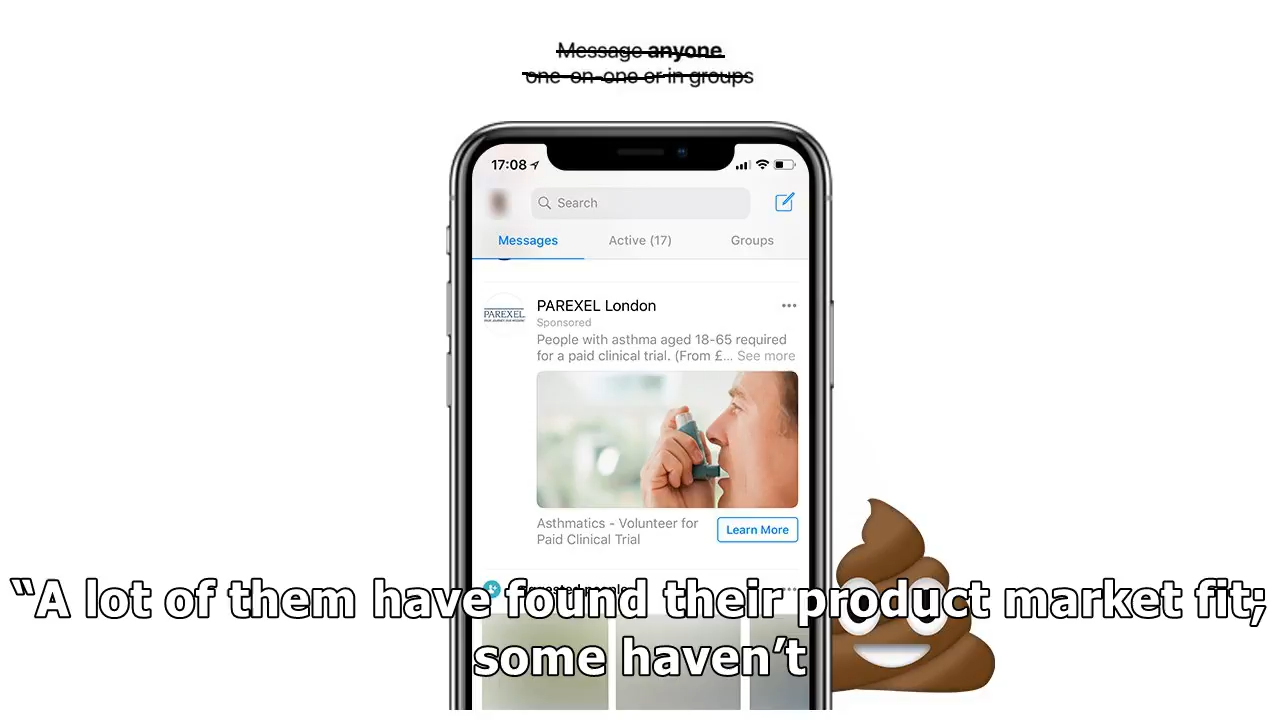 Message anyone
one-on-one or in groups
17:08
Search
Messages
Active (17)
Groups
PAREXEL London
PAREXEL
Sponsored
People with asthma aged 18-65 required
for a paid clinical trial. (From £... See more
Asthmatics - Volunteer for
Paid Clinical Trial
Learn More
“A lot of them have found their product market fit;
some haven’t